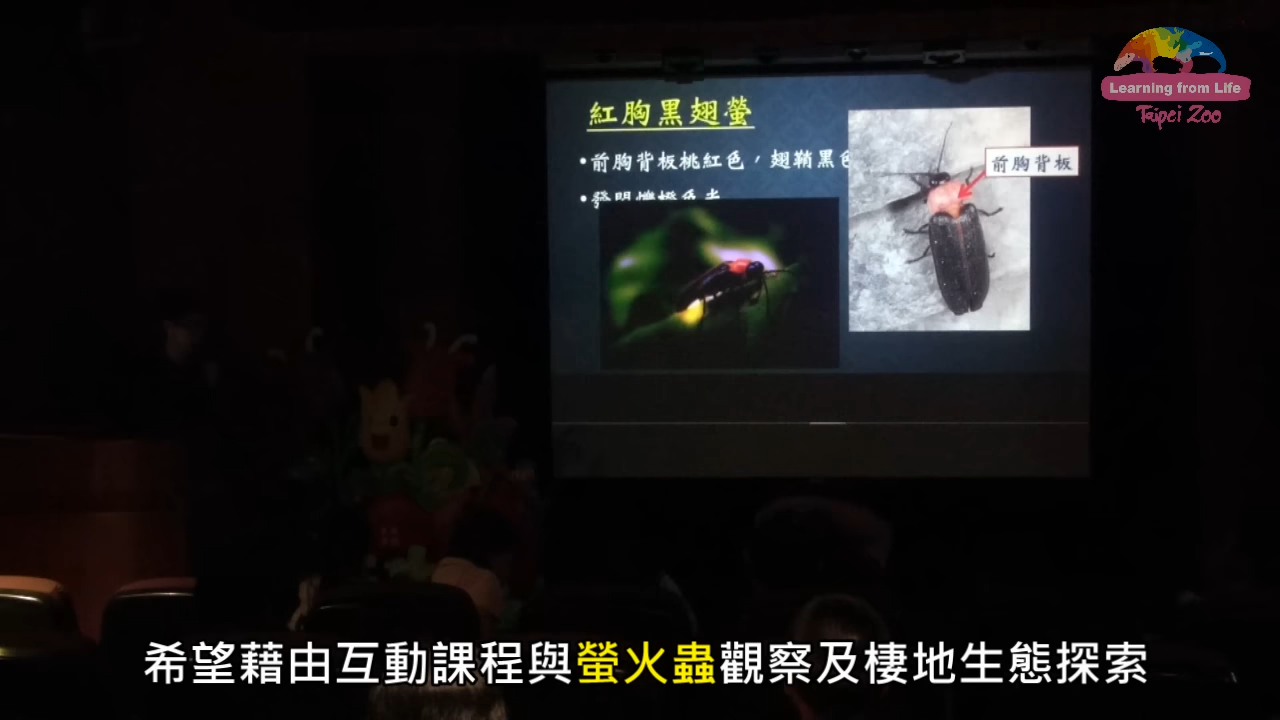 Learning from Life
Taipei Zoo
紅胸黑翅螢
•前胸背板桃紅色，翅鞘黑色
前胸背板
希望藉由互動課程與螢火蟲觀察及棲地生態探索